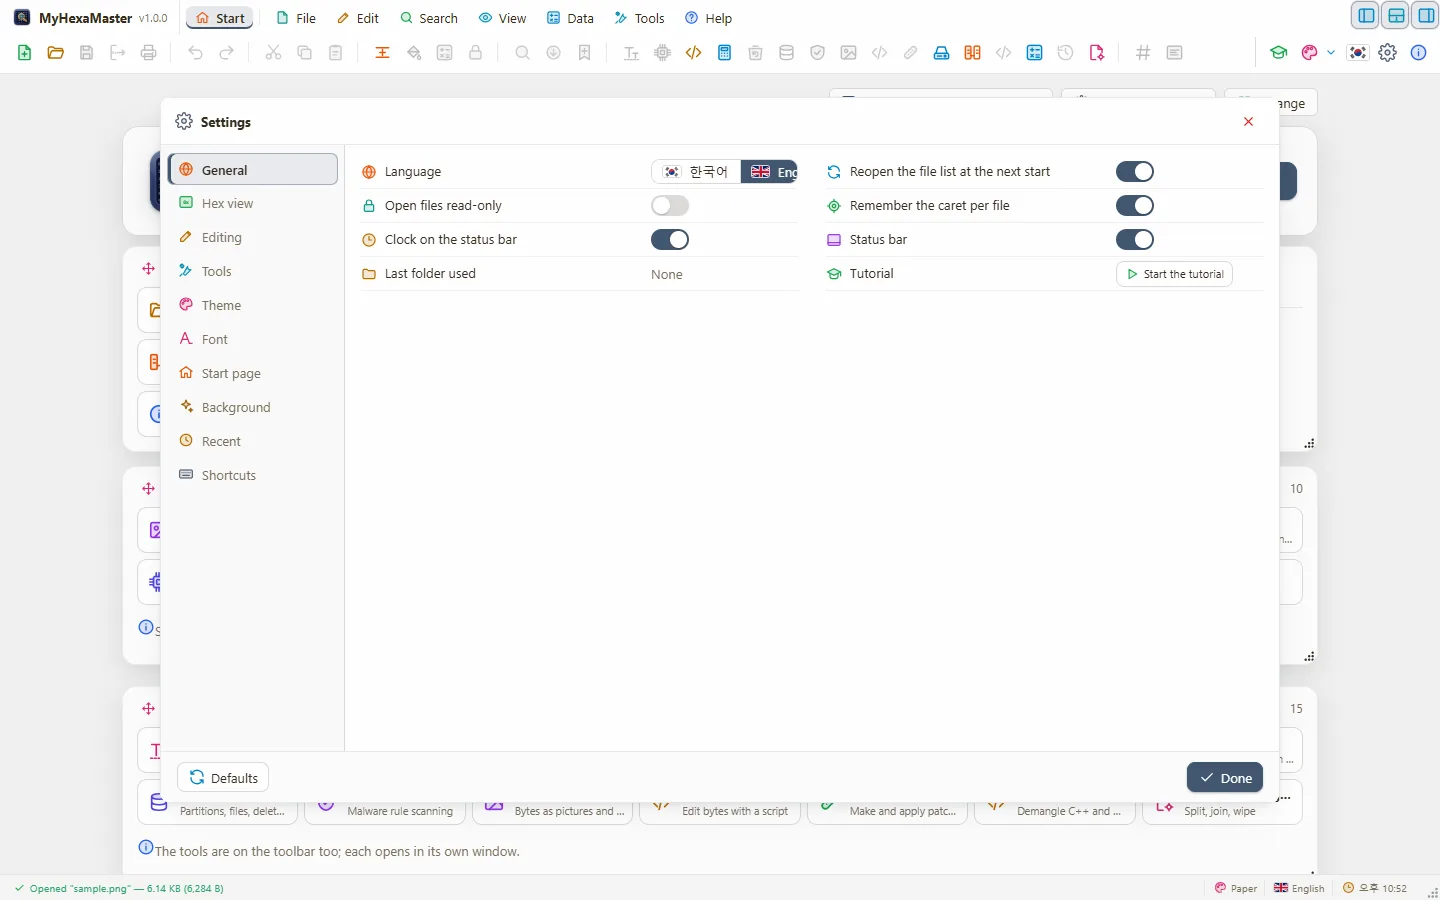 MyHexaMaster v1.0.0 Start File Edit Search View Data Tools Help
ange
Settings
General
Hex view
Editing
Tools
Theme
Font
Start page
Background
Recent
Shortcuts
Language 한국어 Eng
Reopen the file list at the next start
Open files read-only
Remember the caret per file
Clock on the status bar
Status bar
Last folder used None
Tutorial Start the tutorial
10
n...
S
15
n ...
Defaults
Done
Partitions, files, delet...
Malware rule scanning
Bytes as pictures and ...
Edit bytes with a script
Make and apply patc...
Demangle C++ and ...
Split, join, wipe
The tools are on the toolbar too; each opens in its own window.
Opened "sample.png" — 6.14 KB (6,284 B)
Paper English 오후 10:52